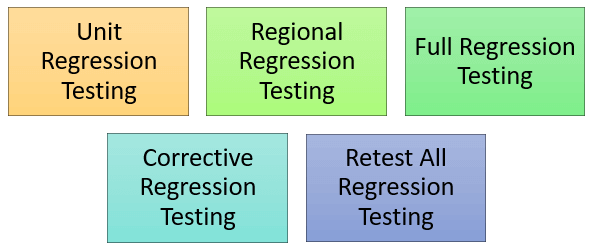 Unit
Regression
Testing
Regional
Regression
Testing
Full Regression
Testing
Corrective
Regression
Testing
Retest All
Regression
Testing